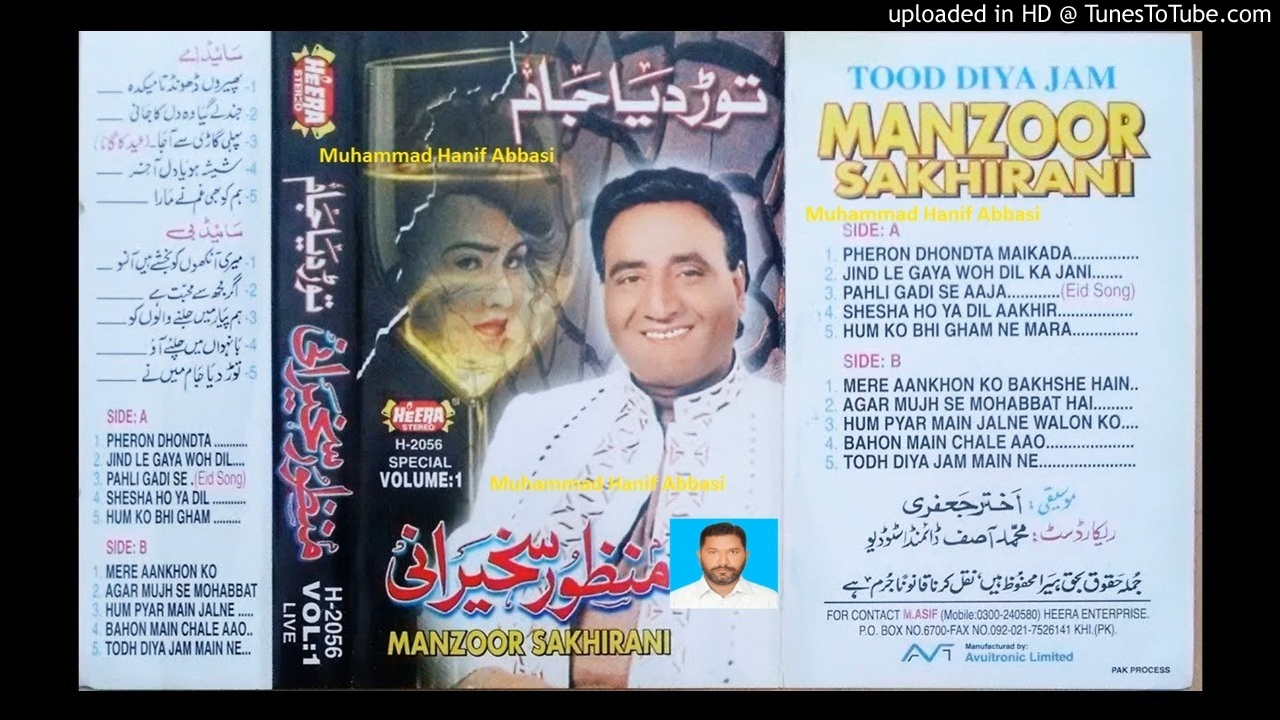 uploaded in HD @ TunesToTube.com
سائیڈ اے
1- پھیروں ڈھونڈتا میکدہ
2- جند لے گیا وہ دل کا جانی
3- پہلی گاڑی سے آجا۔ (عید کا گانا)
4- شیشہ ہو یا دل آخر
5- ہم کو بھی غم نے مارا
سائیڈ بی
1- میری آنکھوں کو بخشے ہیں آنسو
2- اگر مجھ سے محبت ہے
3- ہم پیار میں جلنے والوں کو
4- بانہوں میں چلے آؤ
5- توڑ دیا جام میں نے
SIDE: A
1. PHERON DHONDTA ...........
2. JIND LE GAYA WOH DIL....
3. PAHLI GADI SE .(Eid Song)
4. SHESHA HO YA DIL ..........
5. HUM KO BHI GHAM .........
SIDE: B
1. MERE AANKHON KO
2. AGAR MUJH SE MOHABBAT
3. HUM PYAR MAIN JALNE .....
4. BAHON MAIN CHALE AAO..
5. TODH DIYA JAM MAIN NE...
HEERA
STEREO
توڑ دیا جام
منظور سخیرانی
H-2056
VOL:1
LIVE
توڑ دیا جام
Muhammad Hanif Abbasi
HEERA
STEREO
H-2056
SPECIAL
VOLUME:1
Muhammad Hanif Abbasi
منظور سخیرانی
MANZOOR SAKHIRANI
TOOD DIYA JAM
MANZOOR
SAKHIRANI
Muhammad Hanif Abbasi
SIDE: A
1. PHERON DHONDTA MAIKADA...............
2. JIND LE GAYA WOH DIL KA JANI.......
3. PAHLI GADI SE AAJA............(Eid Song)
4. SHESHA HO YA DIL AAKHIR.................
5. HUM KO BHI GHAM NE MARA...............
SIDE: B
1. MERE AANKHON KO BAKHSHE HAIN..
2. AGAR MUJH SE MOHABBAT HAI.........
3. HUM PYAR MAIN JALNE WALON KO....
4. BAHON MAIN CHALE AAO....................
5. TODH DIYA JAM MAIN NE......................
موسیقی: اختر جعفری
ریکارڈسٹ: محمد آصف ڈائمنڈ اسٹوڈیو
جملہ حقوق بحق ہیرا محفوظ ہیں، نقل کرنا قانوناً جرم ہے
FOR CONTACT M.ASIF (Mobile:0300-240580) HEERA ENTERPRISE.
P.O. BOX NO.6700-FAX NO.092-021-7526141 KHI.(PK).
AVT
Manufacturad by:
Avuitronic Limited
PAK PROCESS